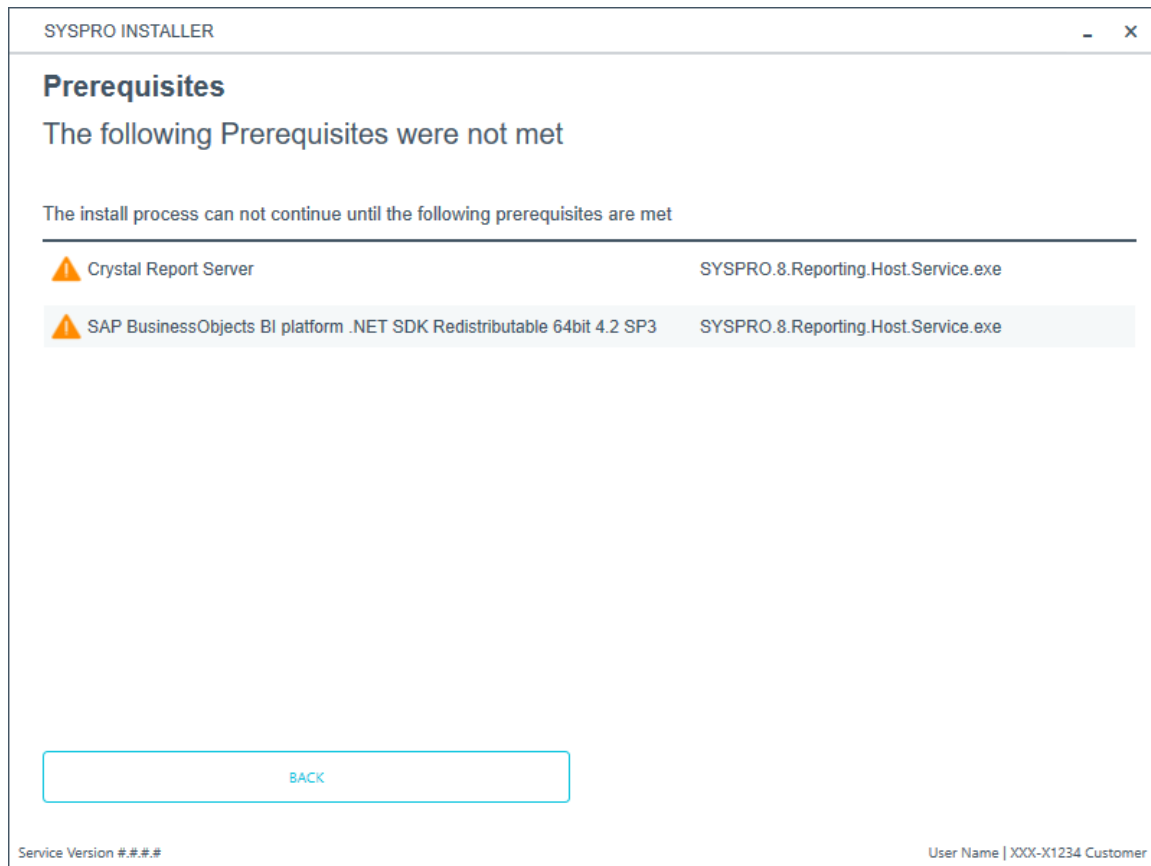 SYSPRO INSTALLER
Prerequisites
The following Prerequisites were not met
The install process can not continue until the following prerequisites are met
Crystal Report Server SYSPRO.8.Reporting.Host.Service.exe
SAP BusinessObjects BI platform .NET SDK Redistributable 64bit 4.2 SP3 SYSPRO.8.Reporting.Host.Service.exe
BACK
Service Version #.#.#.# User Name | XXX-X1234 Customer